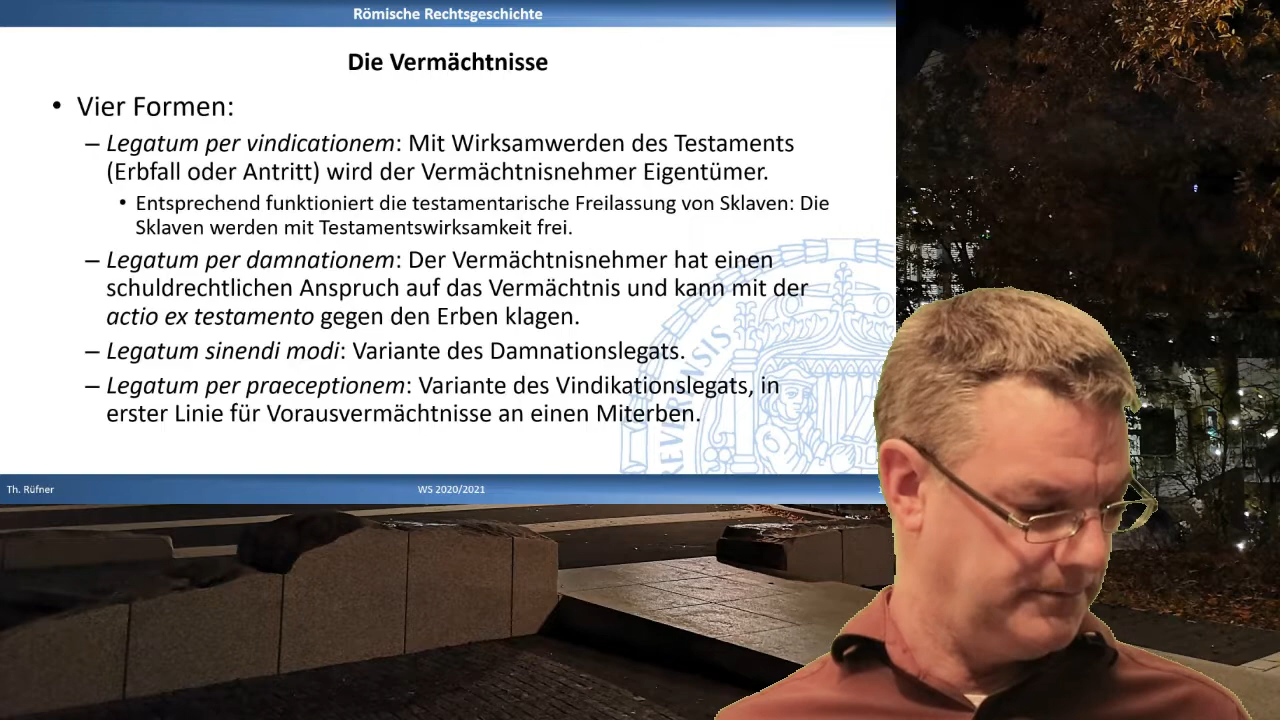 Römische Rechtsgeschichte
Die Vermächtnisse
• Vier Formen:
– Legatum per vindicationem: Mit Wirksamwerden des Testaments
(Erbfall oder Antritt) wird der Vermächtnisnehmer Eigentümer.
• Entsprechend funktioniert die testamentarische Freilassung von Sklaven: Die
Sklaven werden mit Testamentswirksamkeit frei.
– Legatum per damnationem: Der Vermächtnisnehmer hat einen
schuldrechtlichen Anspruch auf das Vermächtnis und kann mit der
actio ex testamento gegen den Erben klagen.
– Legatum sinendi modi: Variante des Damnationslegats.
– Legatum per praeceptionem: Variante des Vindikationslegats, in
erster Linie für Vorausvermächtnisse an einen Miterben.
Th. Rüfner
WS 2020/2021